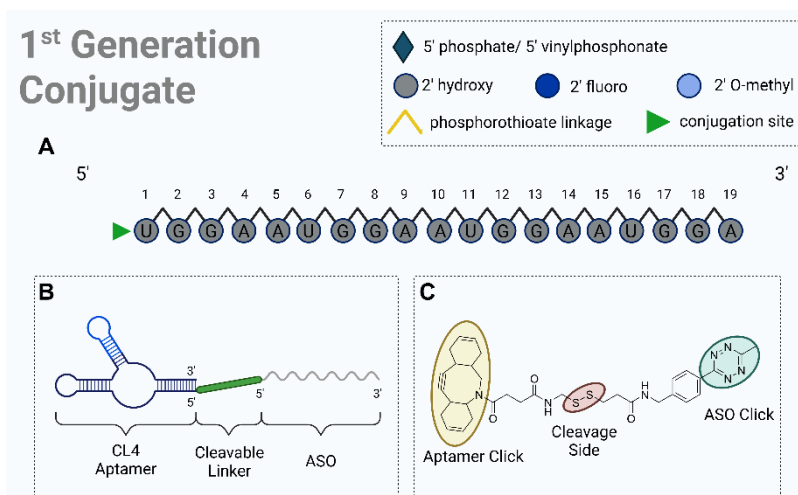 1st Generation
Conjugate
5' phosphate/ 5' vinylphosphonate
2' hydroxy 2' fluoro 2' O-methyl
phosphorothioate linkage conjugation site
A
5' 3'
1 2 3 4 5 6 7 8 9 10 11 12 13 14 15 16 17 18 19
U G G A A U G G A A U G G A A U G G A
B
3'
5' 5' 3'
CL4
Aptamer
Cleavable
Linker
ASO
C
N N
N N
O H N
N S S
O N H O
Aptamer Click
Cleavage
Side
ASO Click